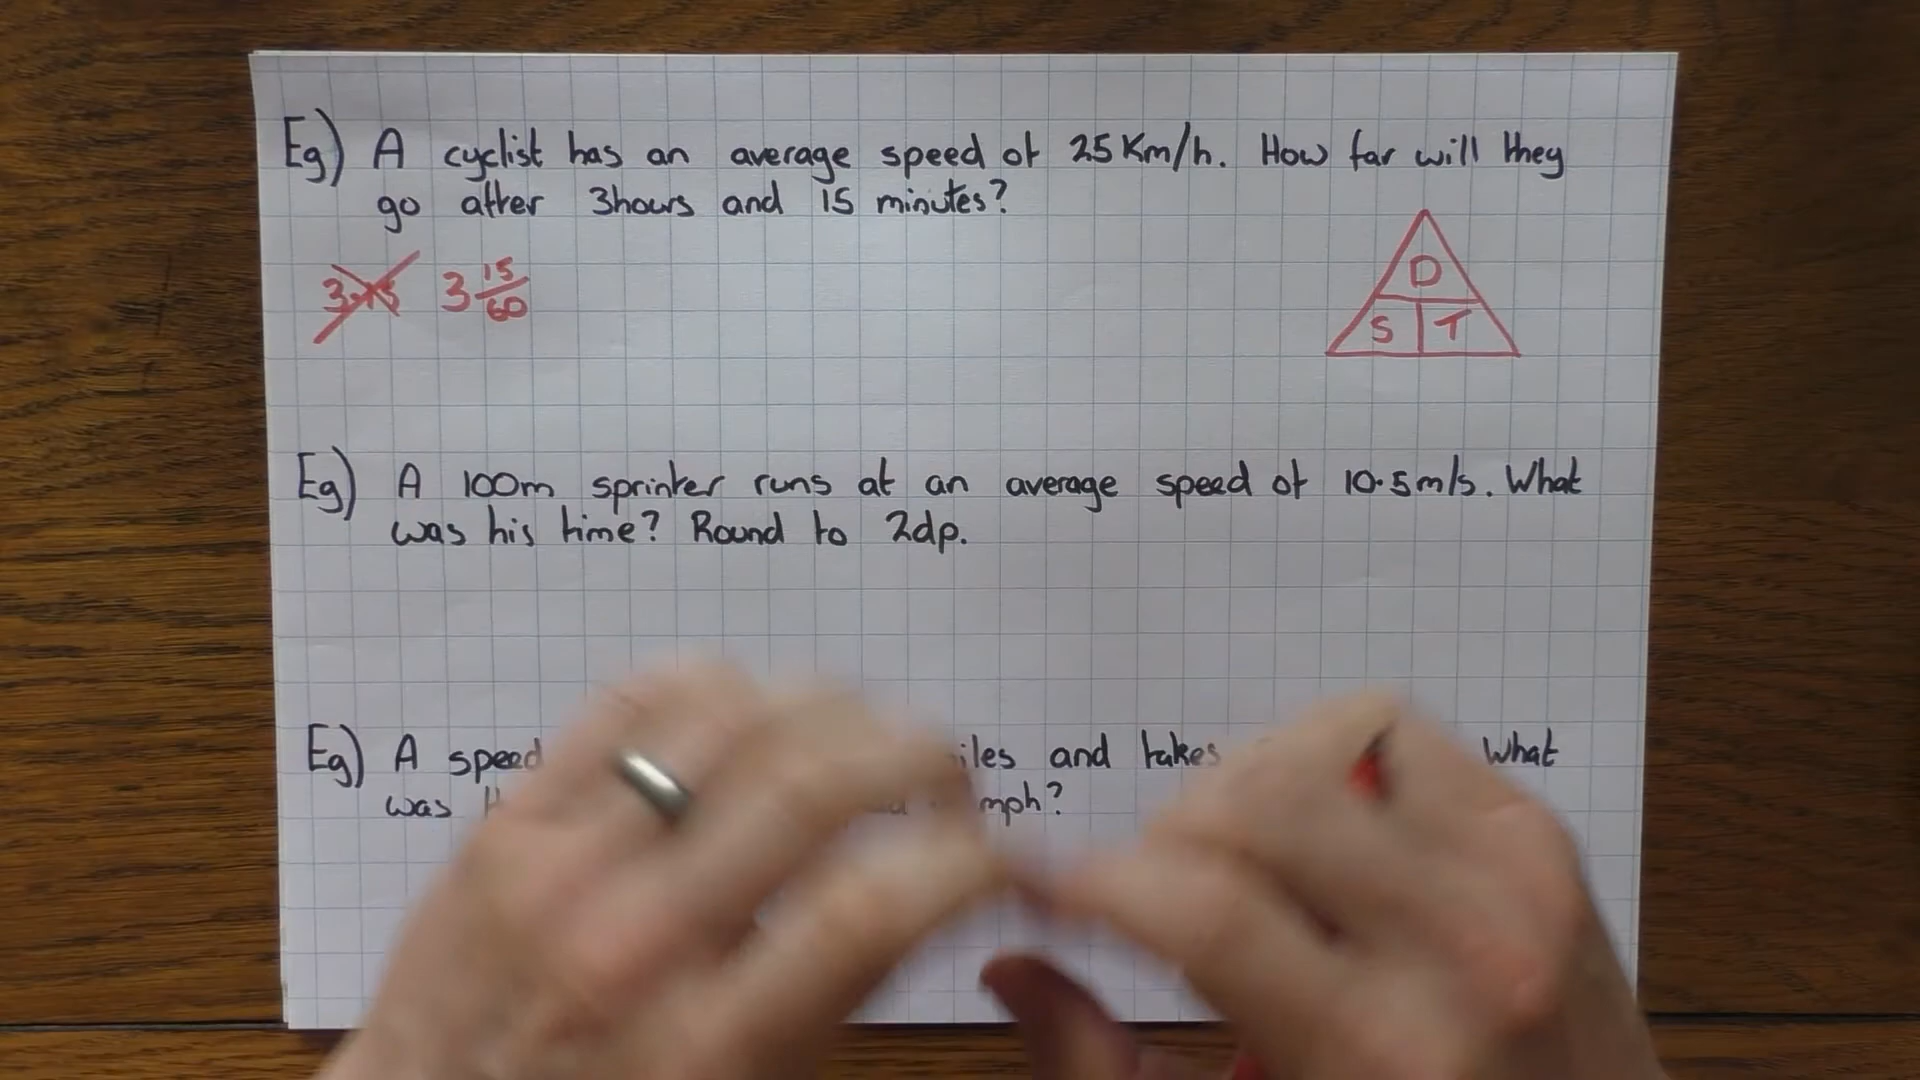 Eg) A cyclist has an average speed of 25Km/h. How far will they
go after 3hours and 15 minutes?
3.15 3 15/60
D
S T
Eg) A 100m sprinter runs at an average speed of 10.5m/s. What
was his time? Round to 2dp.
Eg) A speed and takes What
was mph?